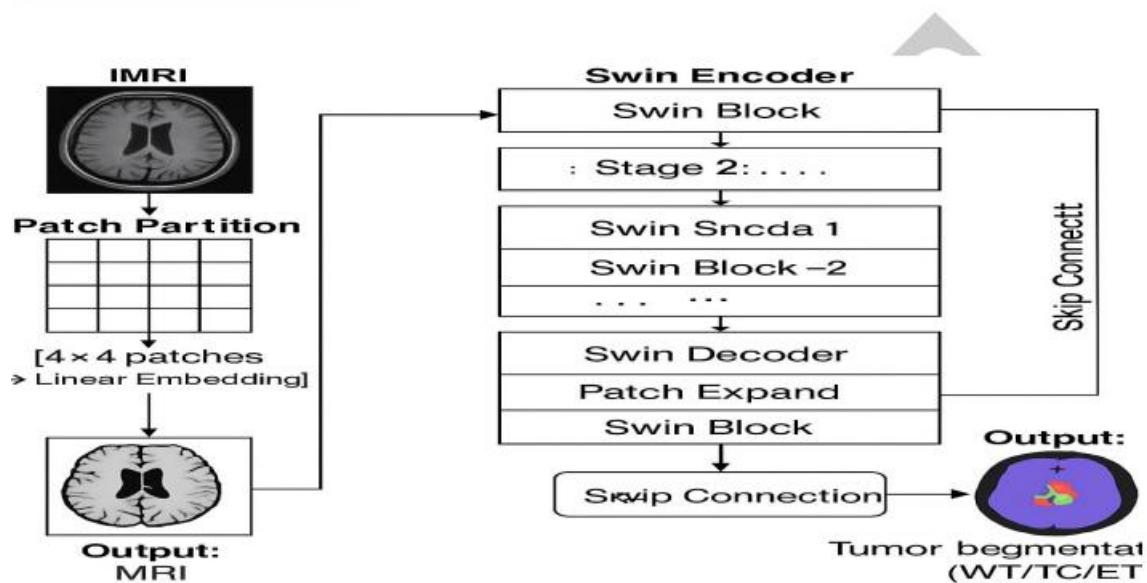 IMRI
Patch Partition
[4 × 4 patches
> Linear Embedding]
Output:
MRI
Swin Encoder
Swin Block
: Stage 2: . . . .
Swin Sncda 1
Swin Block –2
. . . ...
Swin Decoder
Patch Expand
Swin Block
Skip Connectt
Connection
Output:
Tumor begmentat
(WT/TC/ET